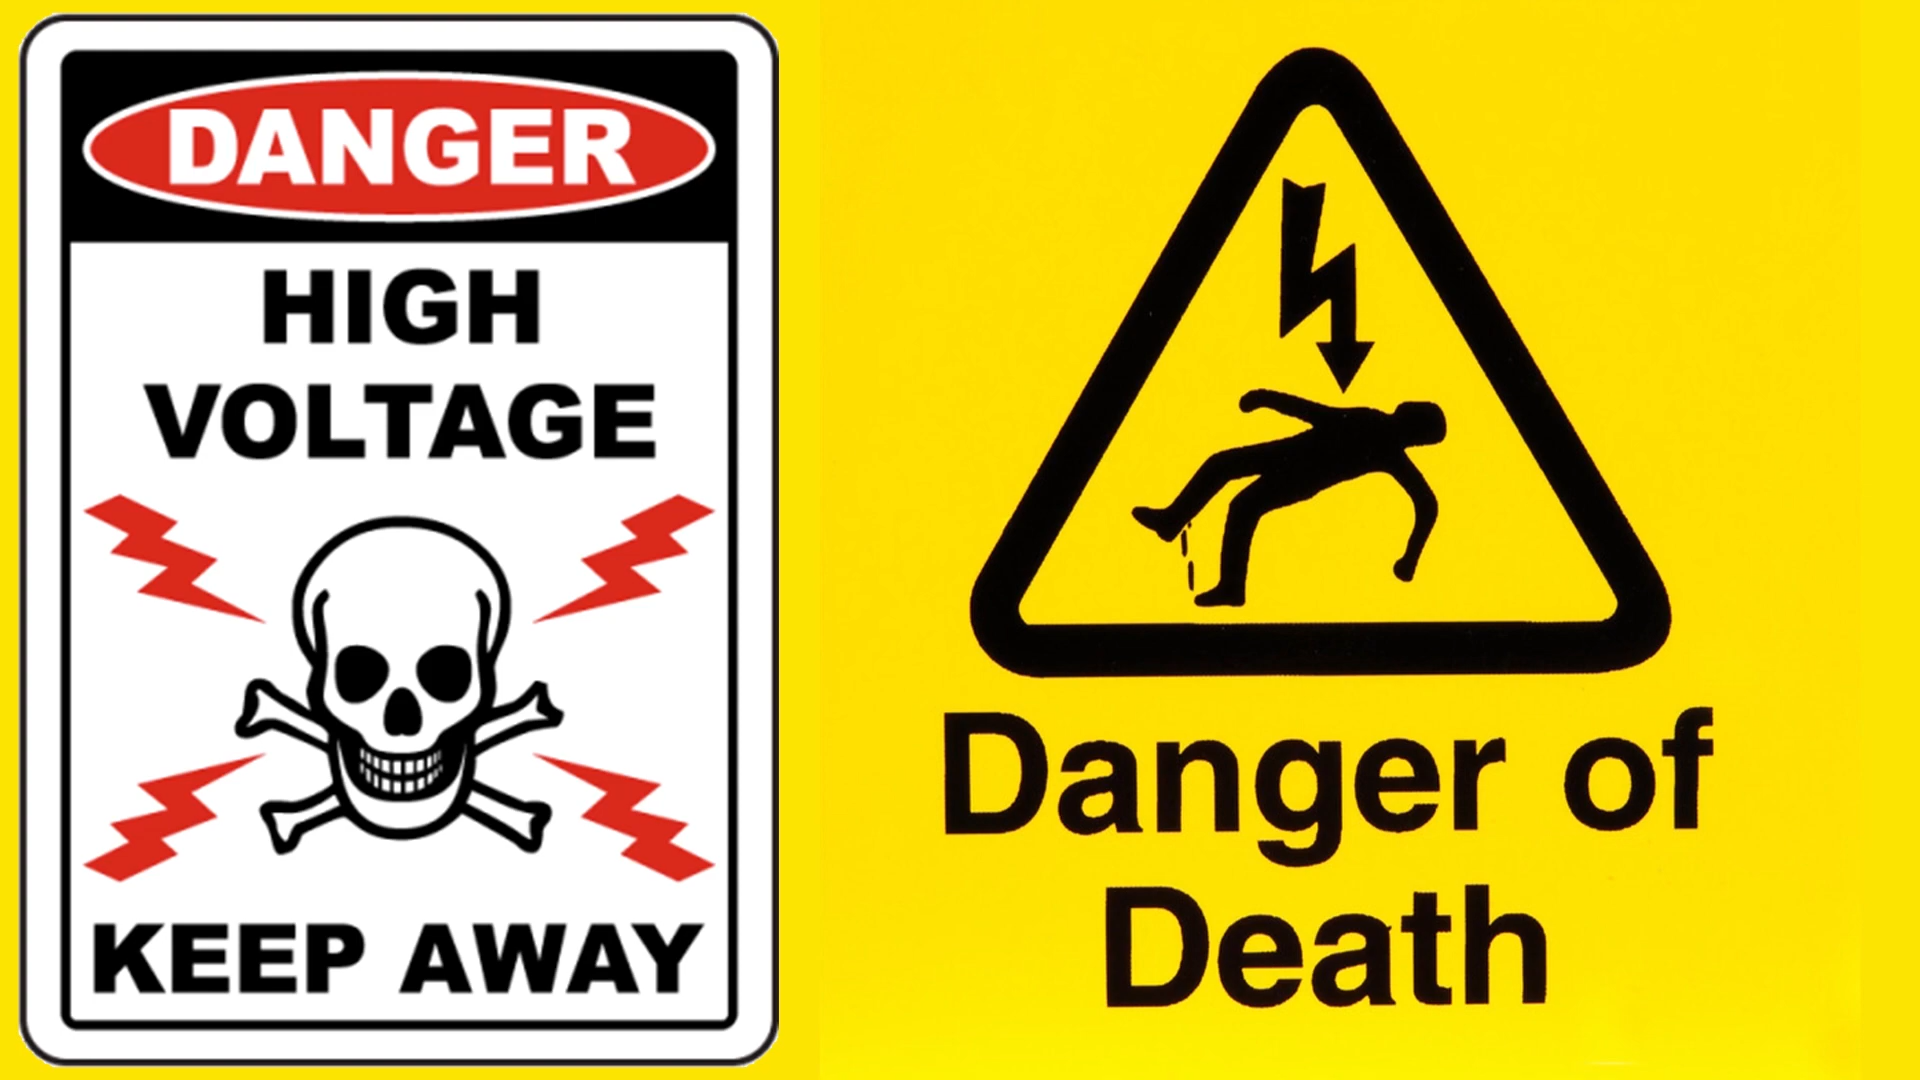 DANGER
HIGH
VOLTAGE
KEEP AWAY
Danger of
Death